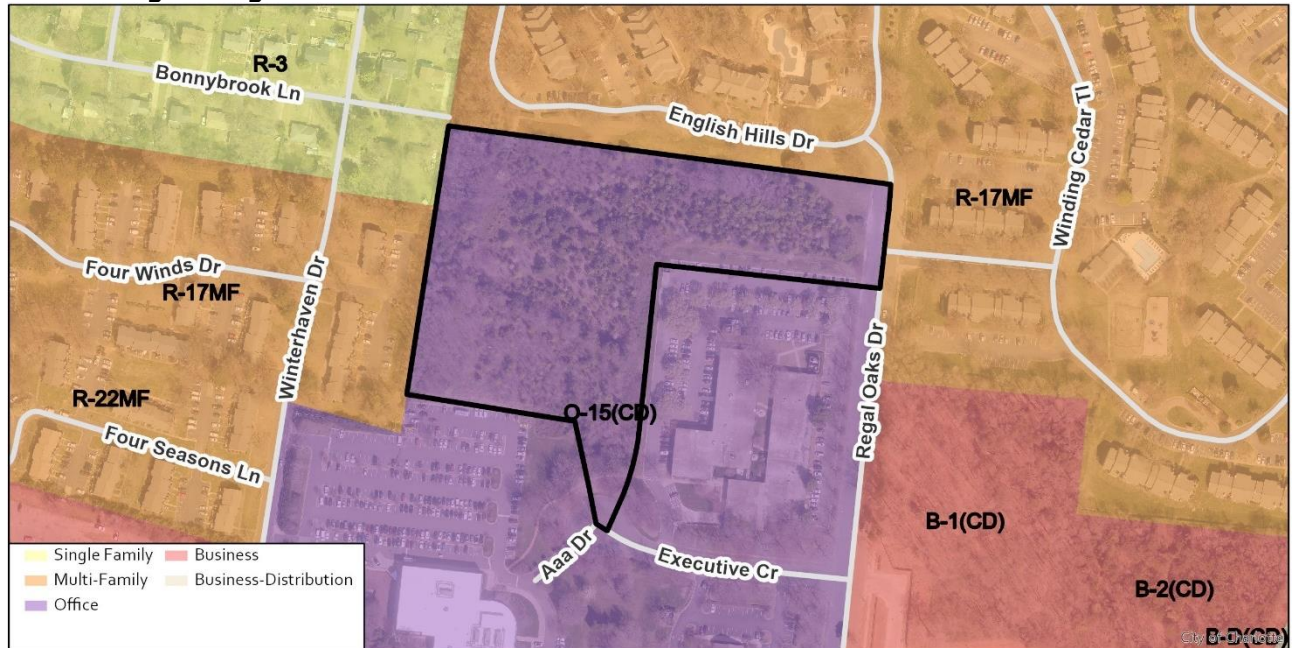 R-3
Bonnybrook Ln
English Hills Dr
R-17MF
Winding Cedar Tl
Four Winds Dr
R-17MF
Winterhaven Dr
R-22MF
Four Seasons Ln
O-15(CD)
Regal Oaks Dr
B-1(CD)
Aaa Dr
Executive Cr
B-2(CD)
Single Family
Business
Multi-Family
Business-Distribution
Office
City of Charlotte